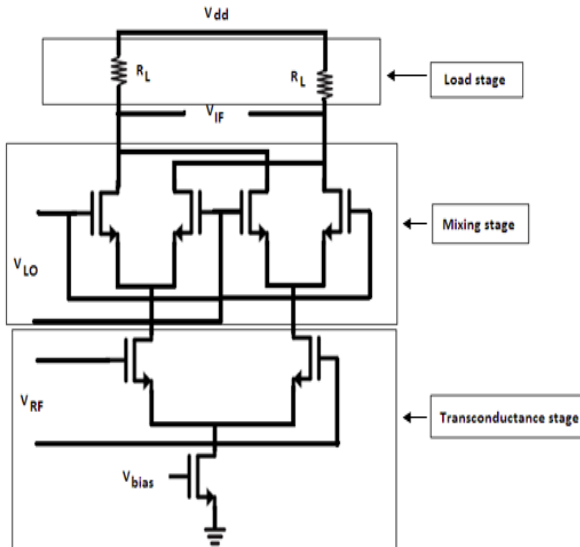 Vdd
RL
RL
Load stage
VIF
Mixing stage
VLO
VRF
Transconductance stage
Vbias